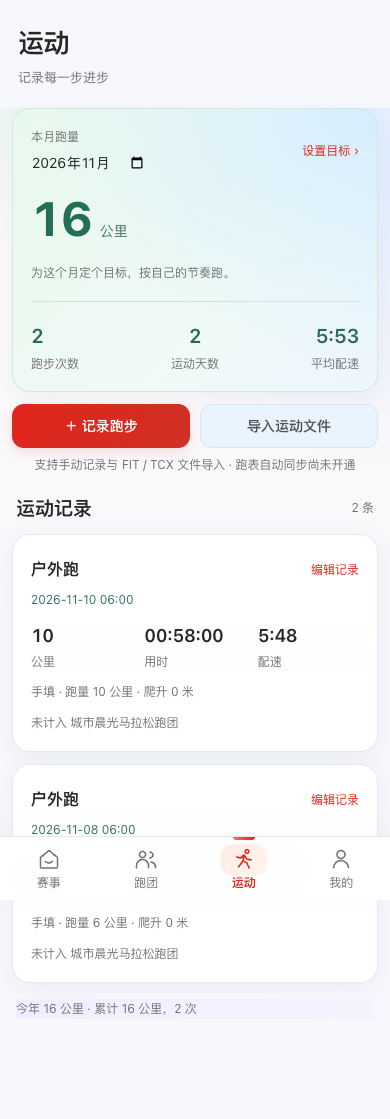 运动
记录每一步进步
本月跑量
设置目标 ›
2026年11月
16 公里
为这个月定个目标，按自己的节奏跑。
2 2 5:53
跑步次数 运动天数 平均配速
+ 记录跑步 导入运动文件
支持手动记录与 FIT / TCX 文件导入 · 跑表自动同步尚未开通
运动记录 2 条
户外跑 编辑记录
2026-11-10 06:00
10 00:58:00 5:48
公里 用时 配速
手填 · 跑量 10 公里 · 爬升 0 米
未计入 城市晨光马拉松跑团
户外跑 编辑记录
2026-11-08 06:00
赛事 跑团 运动 我的
手填 · 跑量 6 公里 · 爬升 0 米
未计入 城市晨光马拉松跑团
今年 16 公里 · 累计 16 公里，2 次